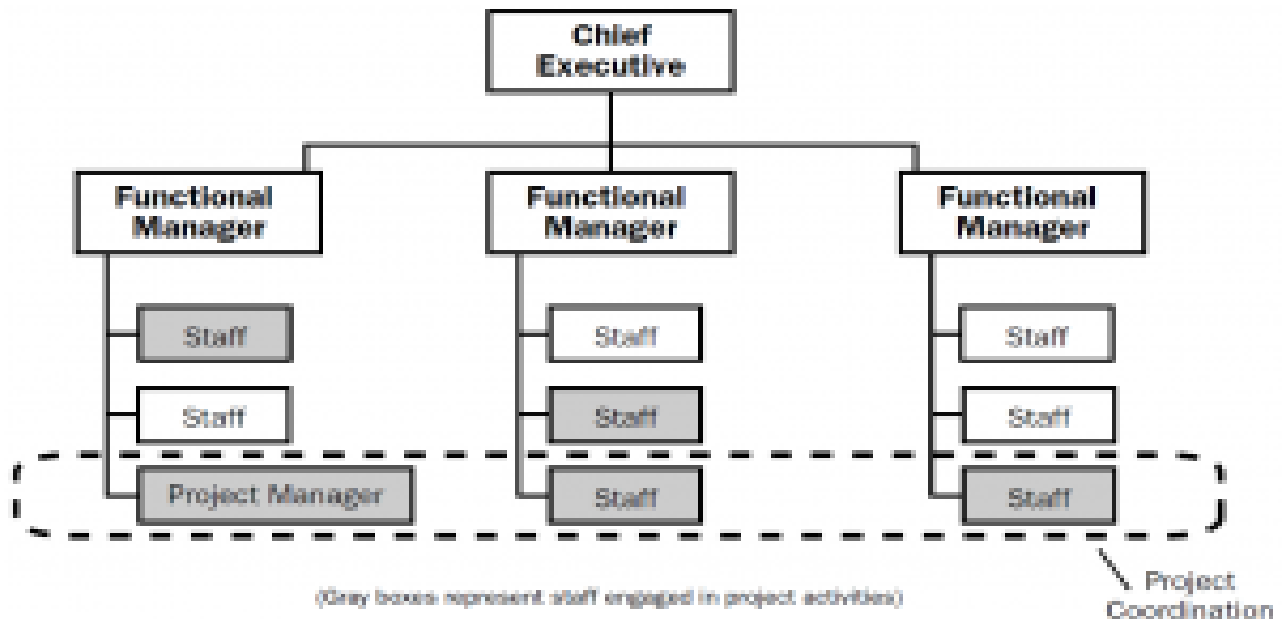 Chief
Executive
Functional
Manager
Functional
Manager
Functional
Manager
Staff
Staff
Staff
Staff
Staff
Staff
Project Manager
Staff
Staff
(Gray boxes represent staff engaged in project activities)
Project
Coordination